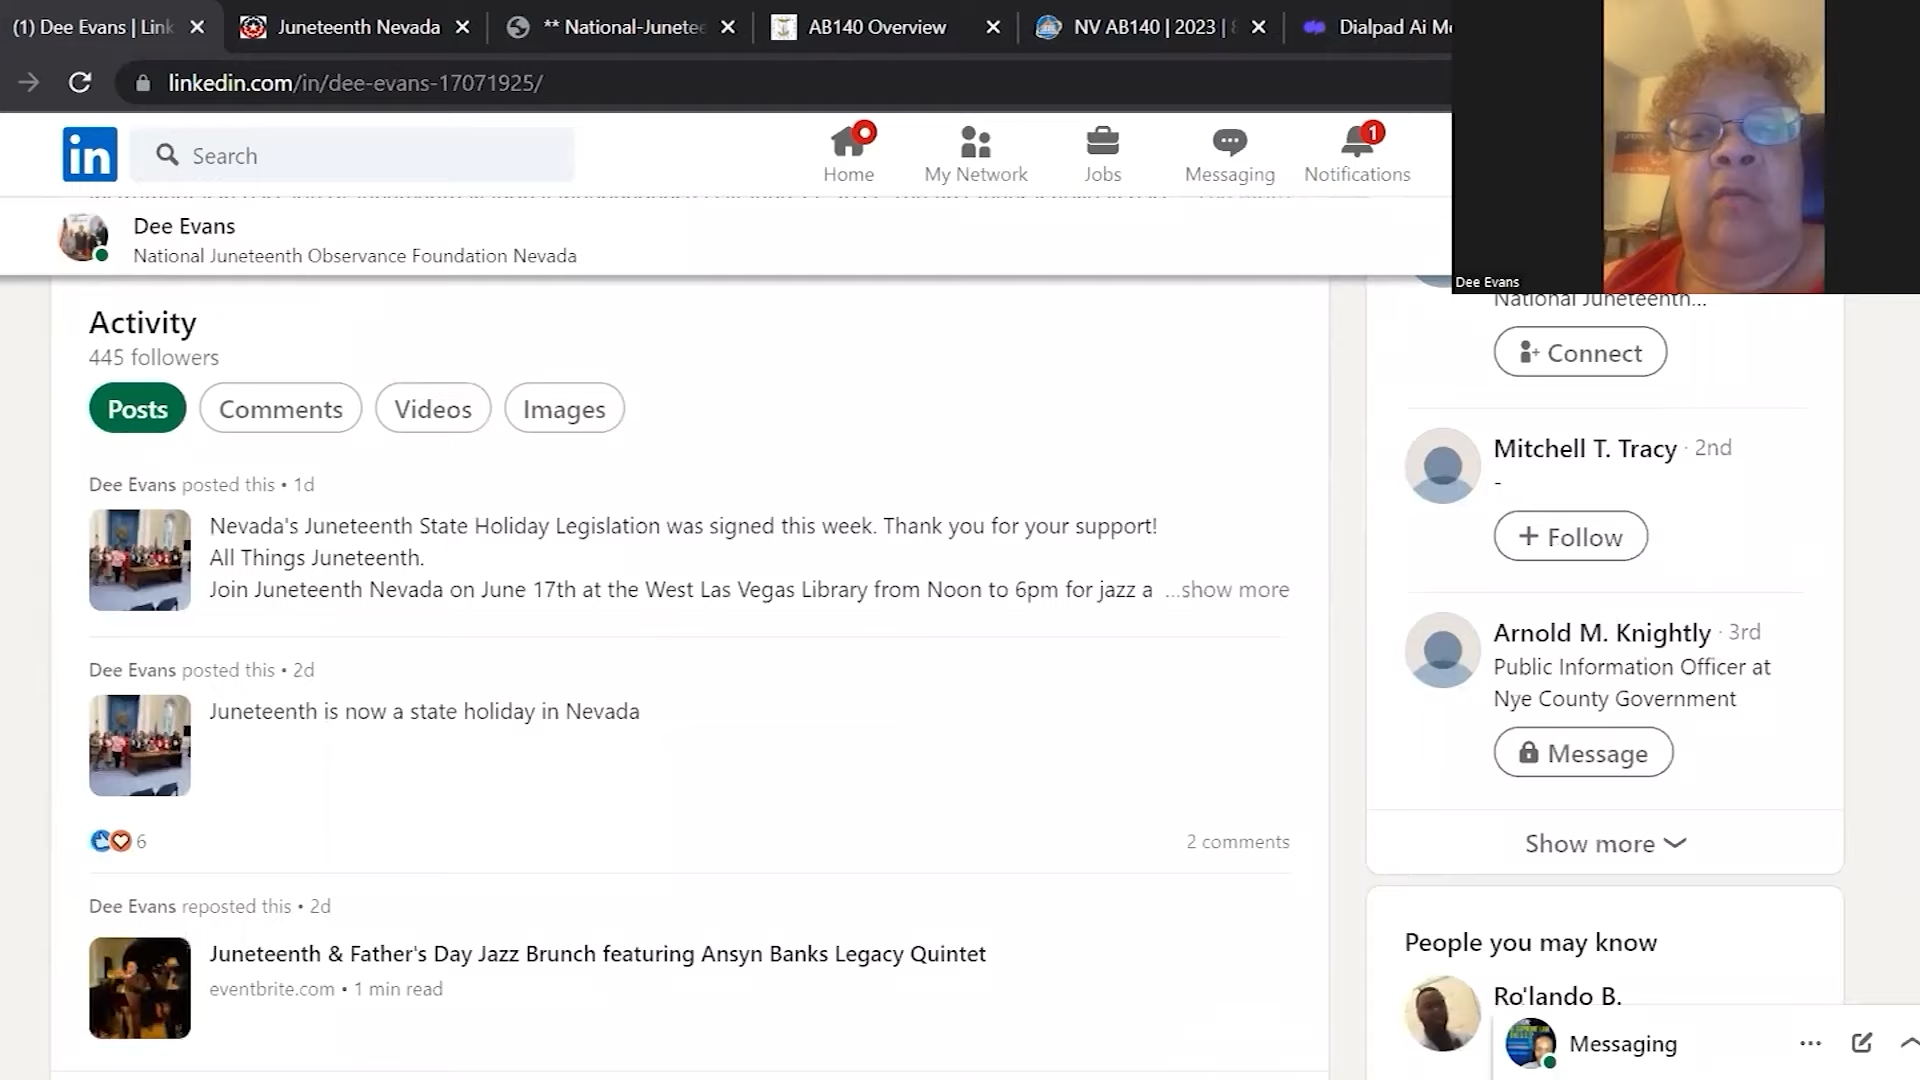 (1) Dee Evans | Link
Juneteenth Nevada
** National-Junetee
AB140 Overview
NV AB140 | 2023 | 8
Dialpad Ai Me
linkedin.com/in/dee-evans-17071925/
in
Search
Home
My Network
Jobs
Messaging
1
Notifications
Dee Evans
National Juneteenth Observance Foundation Nevada
Dee Evans
Activity
445 followers
Posts
Comments
Videos
Images
Dee Evans posted this • 1d
Nevada's Juneteenth State Holiday Legislation was signed this week. Thank you for your support!
All Things Juneteenth.
Join Juneteenth Nevada on June 17th at the West Las Vegas Library from Noon to 6pm for jazz a ...show more
Dee Evans posted this • 2d
Juneteenth is now a state holiday in Nevada
6
2 comments
Dee Evans reposted this • 2d
Juneteenth & Father's Day Jazz Brunch featuring Ansyn Banks Legacy Quintet
eventbrite.com • 1 min read
National Juneteenth...
Connect
Mitchell T. Tracy · 2nd
-
+ Follow
Arnold M. Knightly · 3rd
Public Information Officer at
Nye County Government
Message
Show more
People you may know
Ro'lando B.
Messaging